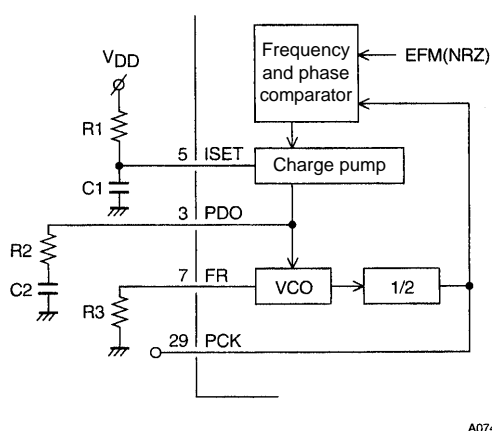 Frequency
and phase
comparator
EFM(NRZ)
VDD
R1
5 ISET
Charge pump
C1
3 PDO
R2
7 FR
VCO
1/2
C2
R3
29 PCK
A074